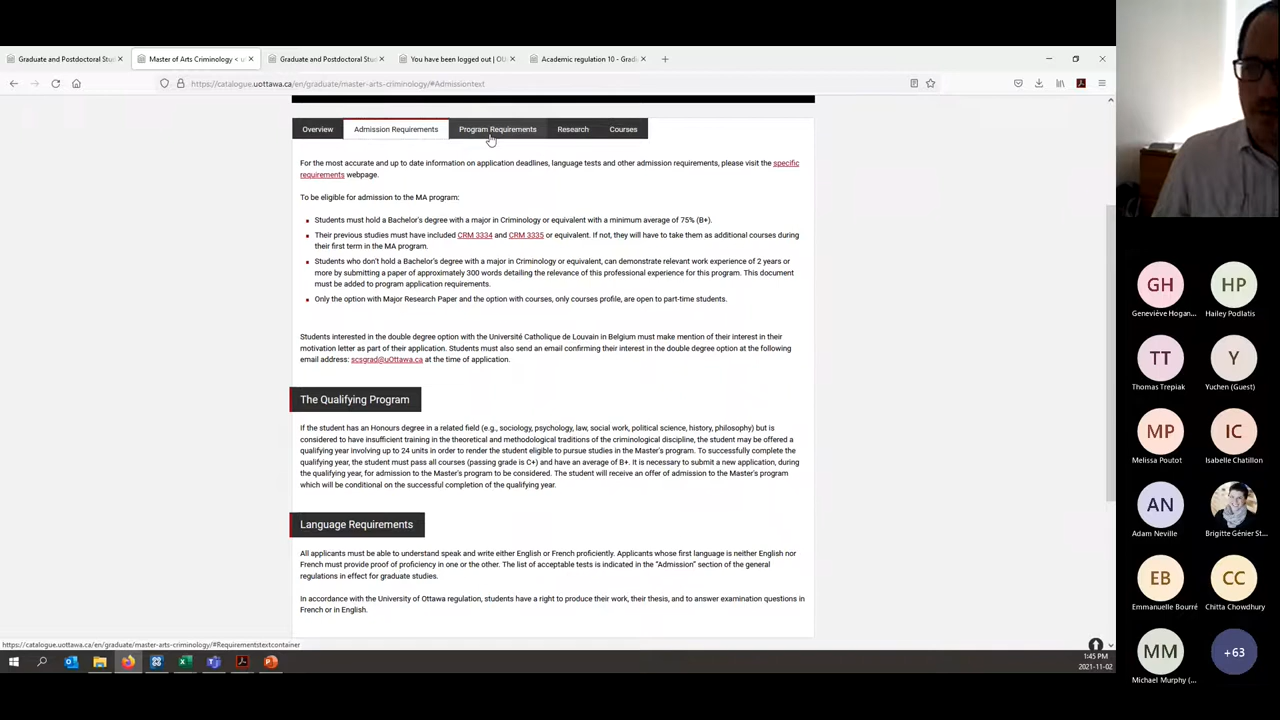 Graduate and Postdoctoral Stud
Master of Arts Criminology < u
Graduate and Postdoctoral Stud
You have been logged out | OU
Academic regulation 10 - Grad
https://catalogue.uottawa.ca/en/graduate/master-arts-criminology/#Admissiontext
Overview
Admission Requirements
Program Requirements
Research
Courses
For the most accurate and up to date information on application deadlines, language tests and other admission requirements, please visit the specific
requirements webpage.
To be eligible for admission to the MA program:
Students must hold a Bachelor's degree with a major in Criminology or equivalent with a minimum average of 75% (B+).
Their previous studies must have included CRM 3334 and CRM 3335 or equivalent. If not, they will have to take them as additional courses during
their first term in the MA program.
Students who don't hold a Bachelor's degree with a major in Criminology or equivalent, can demonstrate relevant work experience of 2 years or
more by submitting a paper of approximately 300 words detailing the relevance of this professional experience for this program. This document
must be added to program application requirements.
Only the option with Major Research Paper and the option with courses, only courses profile, are open to part-time students.
Students interested in the double degree option with the Université Catholique de Louvain in Belgium must make mention of their interest in their
motivation letter as part of their application. Students must also send an email confirming their interest in the double degree option at the following
email address: scsgrad@uOttawa.ca at the time of application.
The Qualifying Program
If the student has an Honours degree in a related field (e.g., sociology, psychology, law, social work, political science, history, philosophy) but is
considered to have insufficient training in the theoretical and methodological traditions of the criminological discipline, the student may be offered a
qualifying year involving up to 24 units in order to render the student eligible to pursue studies in the Master's program. To successfully complete the
qualifying year, the student must pass all courses (passing grade is C+) and have an average of B+. It is necessary to submit a new application, during
the qualifying year, for admission to the Master's program to be considered. The student will receive an offer of admission to the Master's program
which will be conditional on the successful completion of the qualifying year.
Language Requirements
All applicants must be able to understand speak and write either English or French proficiently. Applicants whose first language is neither English nor
French must provide proof of proficiency in one or the other. The list of acceptable tests is indicated in the "Admission" section of the general
regulations in effect for graduate studies.
In accordance with the University of Ottawa regulation, students have a right to produce their work, their thesis, and to answer examination questions in
French or in English.
https://catalogue.uottawa.ca/en/graduate/master-arts-criminology/#Requirementstextcontainer
1:45 PM
2021-11-02
GH
HP
Geneviève Hogan...
Hailey Podlatis
TT
Y
Thomas Trepiak
Yuchen (Guest)
MP
IC
Melissa Poutot
Isabelle Chatillon
AN
Adam Neville
Brigitte Génier St...
EB
CC
Emmanuelle Bourré
Chitta Chowdhury
MM
+63
Michael Murphy (...